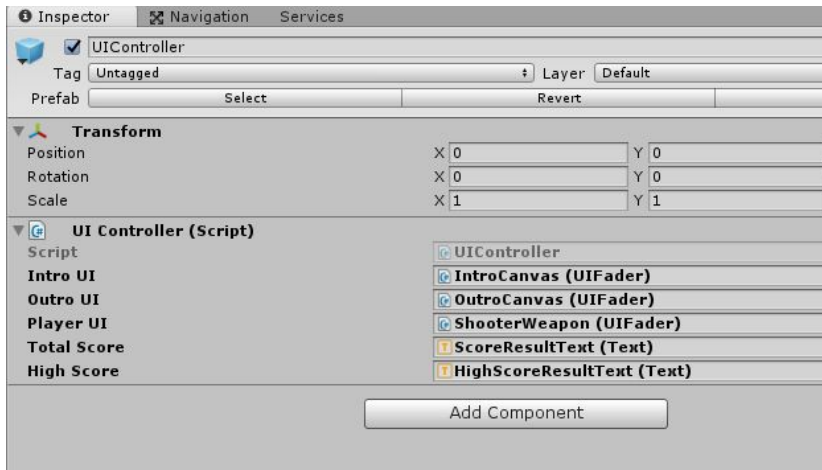 Inspector Navigation Services
UIController
Tag Untagged Layer Default
Prefab Select Revert
Transform
Position X 0 Y 0
Rotation X 0 Y 0
Scale X 1 Y 1
UI Controller (Script)
Script UIController
Intro UI IntroCanvas (UIFader)
Outro UI OutroCanvas (UIFader)
Player UI ShooterWeapon (UIFader)
Total Score T ScoreResultText (Text)
High Score T HighScoreResultText (Text)
Add Component